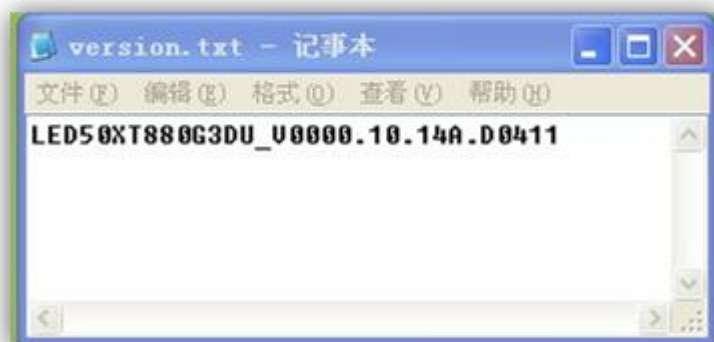 version.txt - 记事本
文件(F) 编辑(E) 格式(O) 查看(V) 帮助(H)
LED50XT880G3DU_V0000.10.14A.D0411